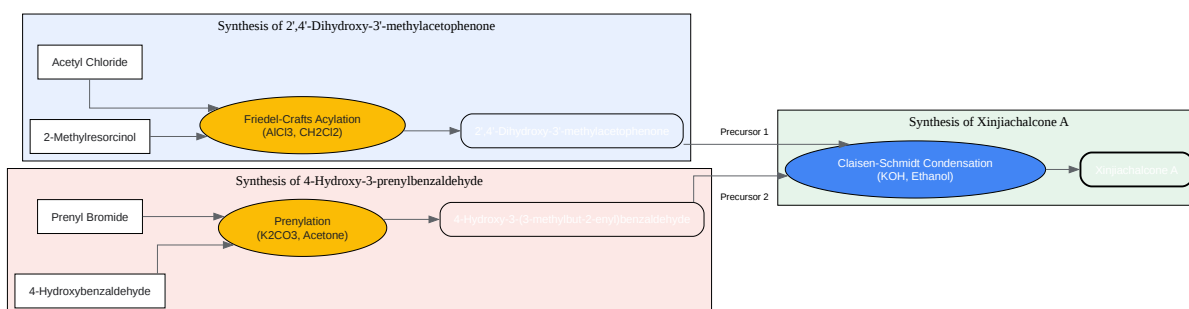 Synthesis of 2',4'-Dihydroxy-3'-methylacetophenone
Acetyl Chloride
2-Methylresorcinol
Friedel-Crafts Acylation
(AlCl3, CH2Cl2)
2',4'-Dihydroxy-3'-methylacetophenone
Precursor 1
Synthesis of 4-Hydroxy-3-prenylbenzaldehyde
Prenyl Bromide
4-Hydroxybenzaldehyde
Prenylation
(K2CO3, Acetone)
4-Hydroxy-3-(3-methylbut-2-enyl)benzaldehyde
Precursor 2
Synthesis of Xinjiachalcone A
Claisen-Schmidt Condensation
(KOH, Ethanol)
Xinjiachalcone A